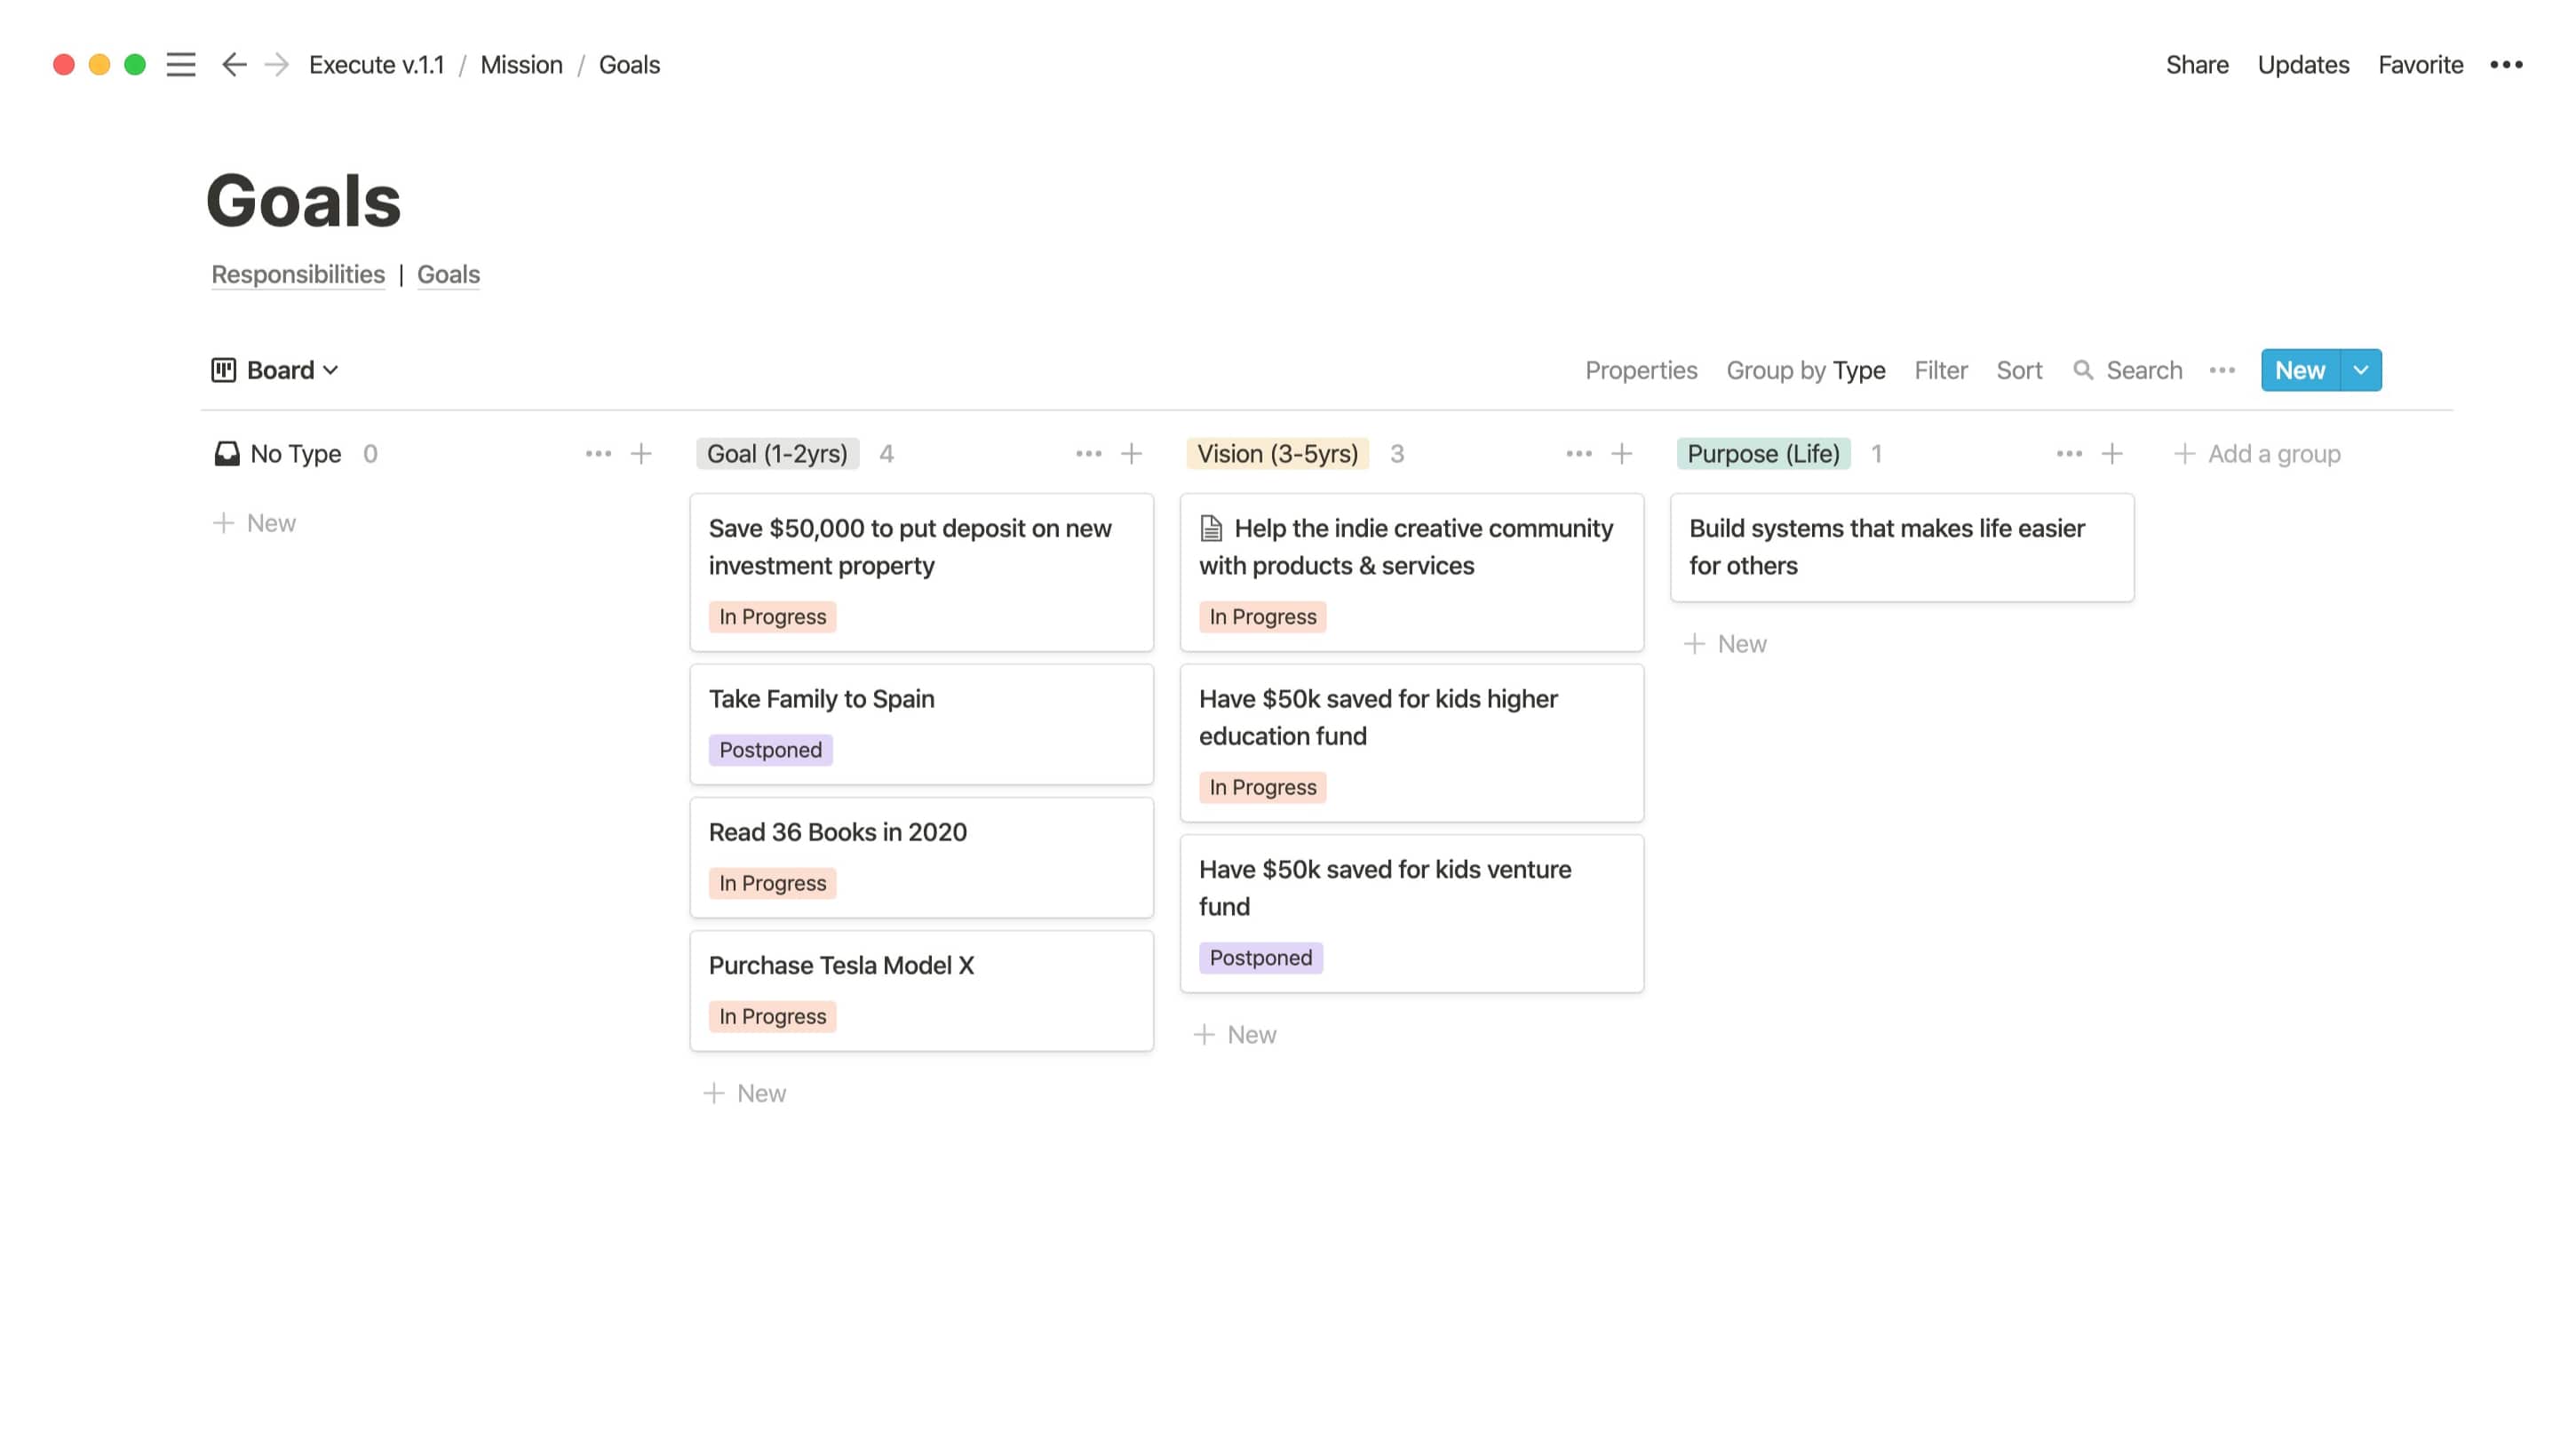 Execute v.1.1 / Mission / Goals
Share Updates Favorite
Goals
Responsibilities | Goals
Board
Properties Group by Type Filter Sort Search New
No Type 0
New
Goal (1-2yrs) 4
Save $50,000 to put deposit on new
investment property
In Progress
Take Family to Spain
Postponed
Read 36 Books in 2020
In Progress
Purchase Tesla Model X
In Progress
New
Vision (3-5yrs) 3
Help the indie creative community
with products & services
In Progress
Have $50k saved for kids higher
education fund
In Progress
Have $50k saved for kids venture
fund
Postponed
New
Purpose (Life) 1
Build systems that makes life easier
for others
New
Add a group